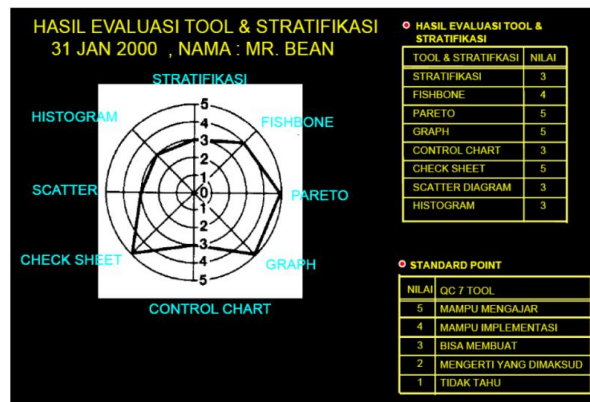 HASIL EVALUASI TOOL & STRATIFIKASI
31 JAN 2000 , NAMA : MR. BEAN
STRATIFIKASI
HISTOGRAM
FISHBONE
SCATTER
PARETO
CHECK SHEET
GRAPH
CONTROL CHART
5
4
3
2
1
0
1
2
3
4
5
HASIL EVALUASI TOOL &
STRATIFIKASI
TOOL & STRATIFKASI NILAI
STRATIFIKASI 3
FISHBONE 4
PARETO 5
GRAPH 5
CONTROL CHART 3
CHECK SHEET 5
SCATTER DIAGRAM 3
HISTOGRAM 3
STANDARD POINT
NILAI QC 7 TOOL
5 MAMPU MENGAJAR
4 MAMPU IMPLEMENTASI
3 BISA MEMBUAT
2 MENGERTI YANG DIMAKSUD
1 TIDAK TAHU